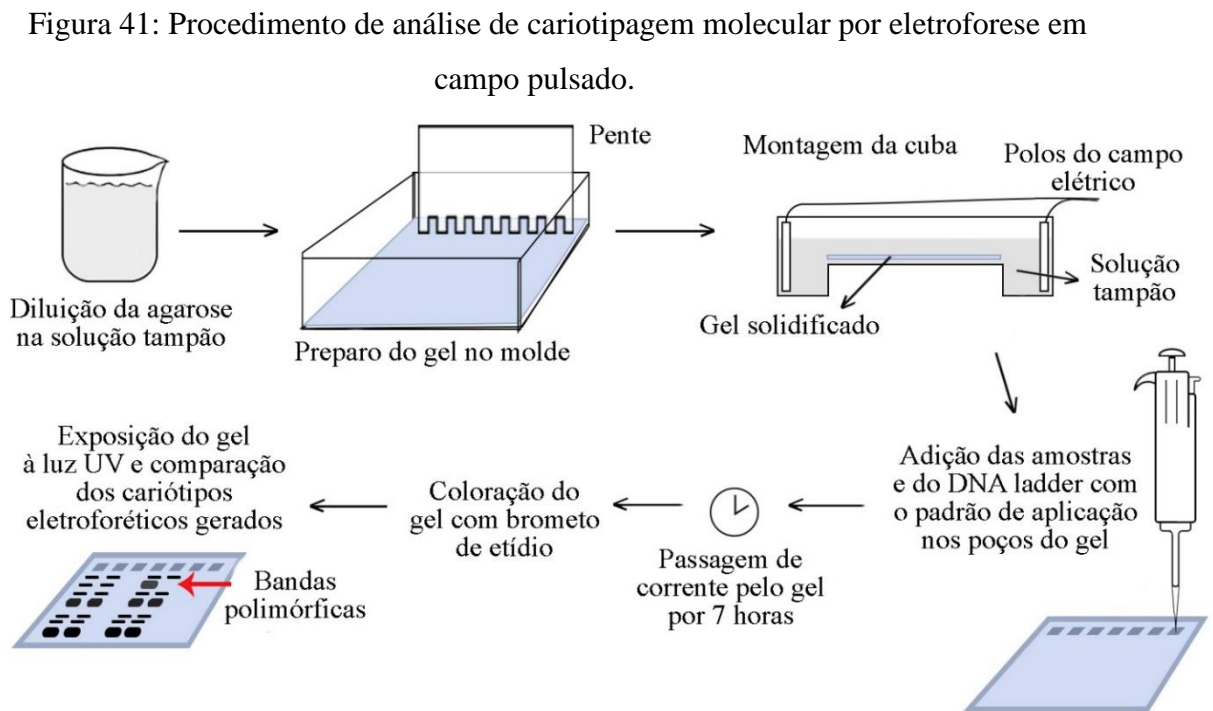 Figura 41: Procedimento de análise de cariotipagem molecular por eletroforese em
campo pulsado.
Pente
Montagem da cuba
Polos do campo
elétrico
Diluição da agarose
na solução tampão
Preparo do gel no molde
Gel solidificado
Solução
tampão
Adição das amostras
e do DNA ladder com
o padrão de aplicação
nos poços do gel
Passagem de
corrente pelo gel
por 7 horas
Coloração do
gel com brometo
de etídio
Exposição do gel
à luz UV e comparação
dos cariótipos
eletroforéticos gerados
Bandas
polimórficas